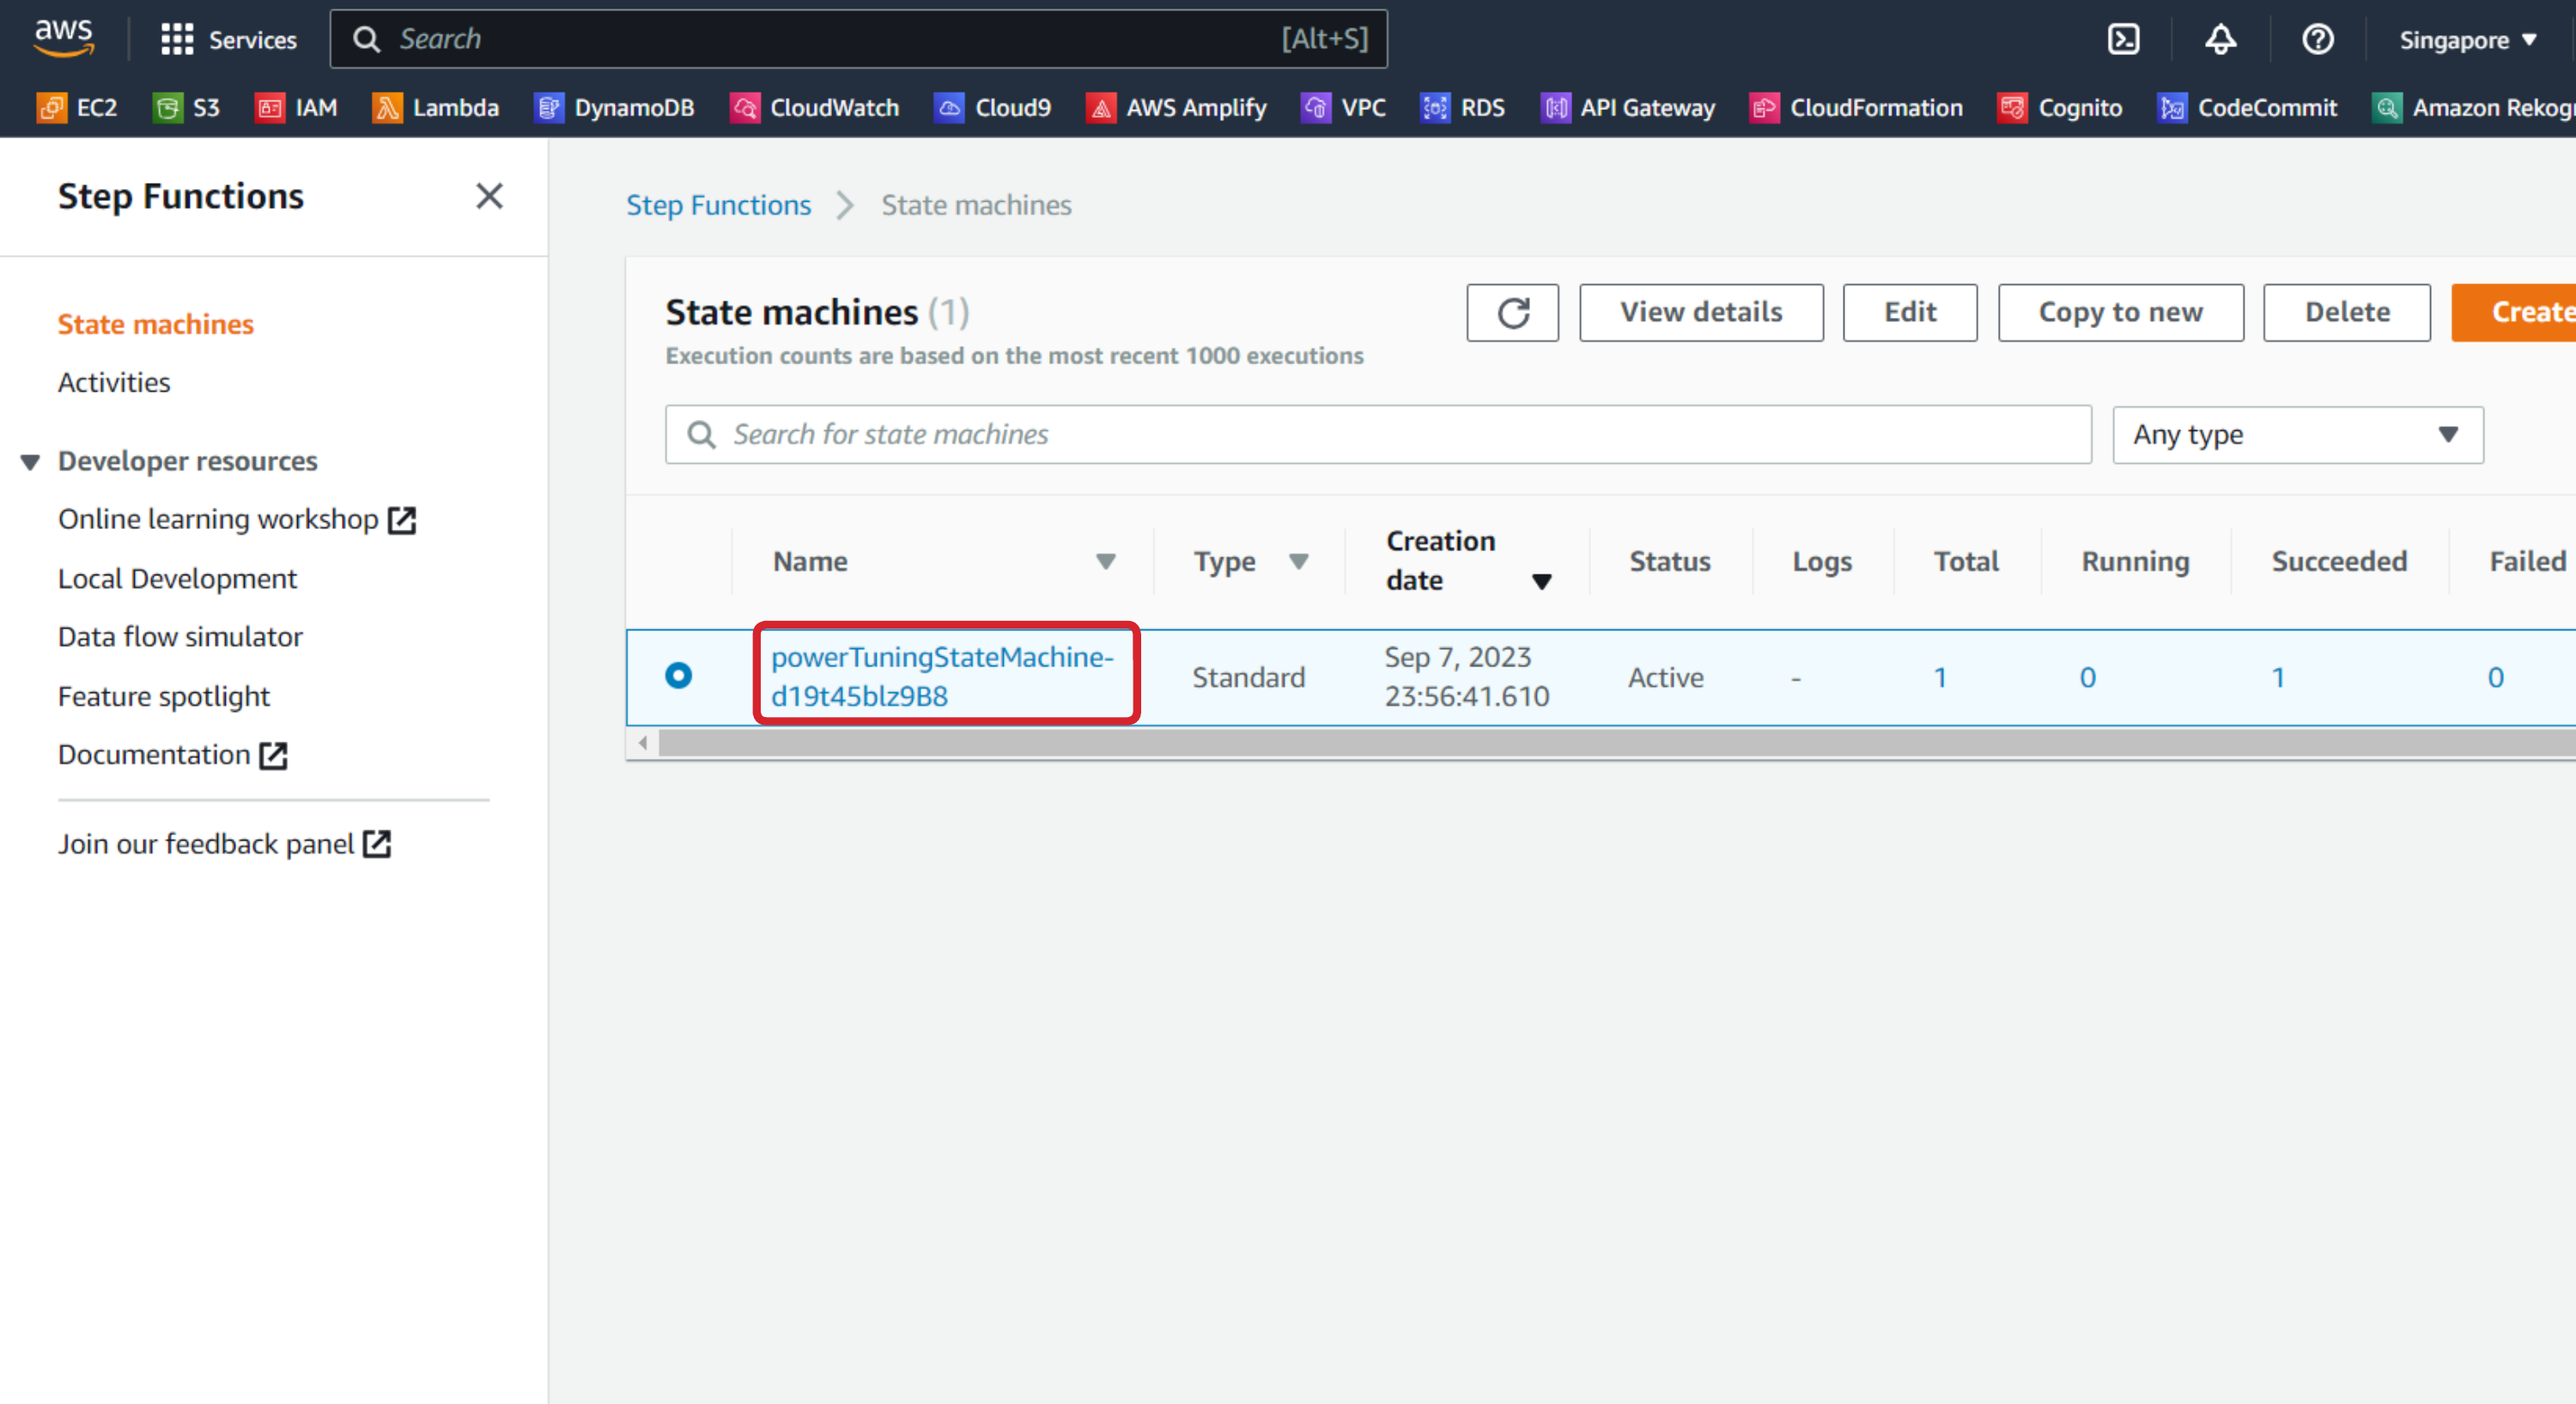 aws Services Search [Alt+S] Singapore
EC2 S3 IAM Lambda DynamoDB CloudWatch Cloud9 AWS Amplify VPC RDS API Gateway CloudFormation Cognito CodeCommit Amazon Rekog
Step Functions
State machines
Activities
Developer resources
Online learning workshop
Local Development
Data flow simulator
Feature spotlight
Documentation
Join our feedback panel
Step Functions State machines
State machines (1)
Execution counts are based on the most recent 1000 executions
View details Edit Copy to new Delete Create
Search for state machines Any type
Name Type Creation date Status Logs Total Running Succeeded Failed
powerTuningStateMachine-
d19t45blz9B8
Standard
Sep 7, 2023
23:56:41.610
Active - 1 0 1 0